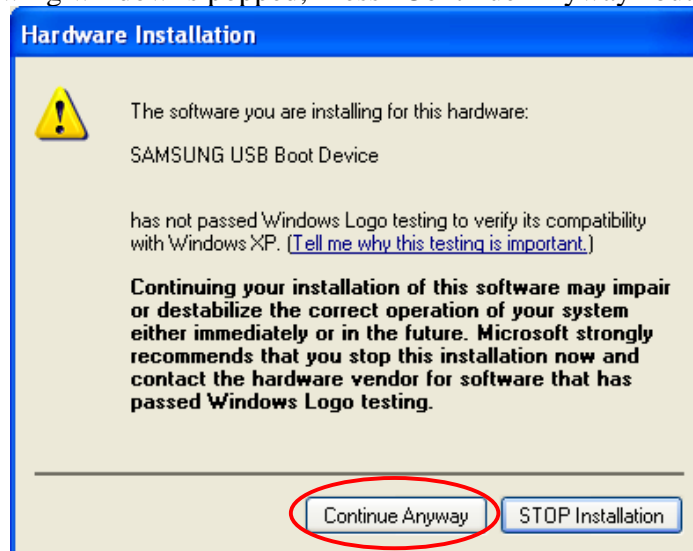 Hardware Installation
The software you are installing for this hardware:
SAMSUNG USB Boot Device
has not passed Windows Logo testing to verify its compatibility
with Windows XP. (Tell me why this testing is important.)
Continuing your installation of this software may impair
or destabilize the correct operation of your system
either immediately or in the future. Microsoft strongly
recommends that you stop this installation now and
contact the hardware vendor for software that has
passed Windows Logo testing.
Continue Anyway STOP Installation